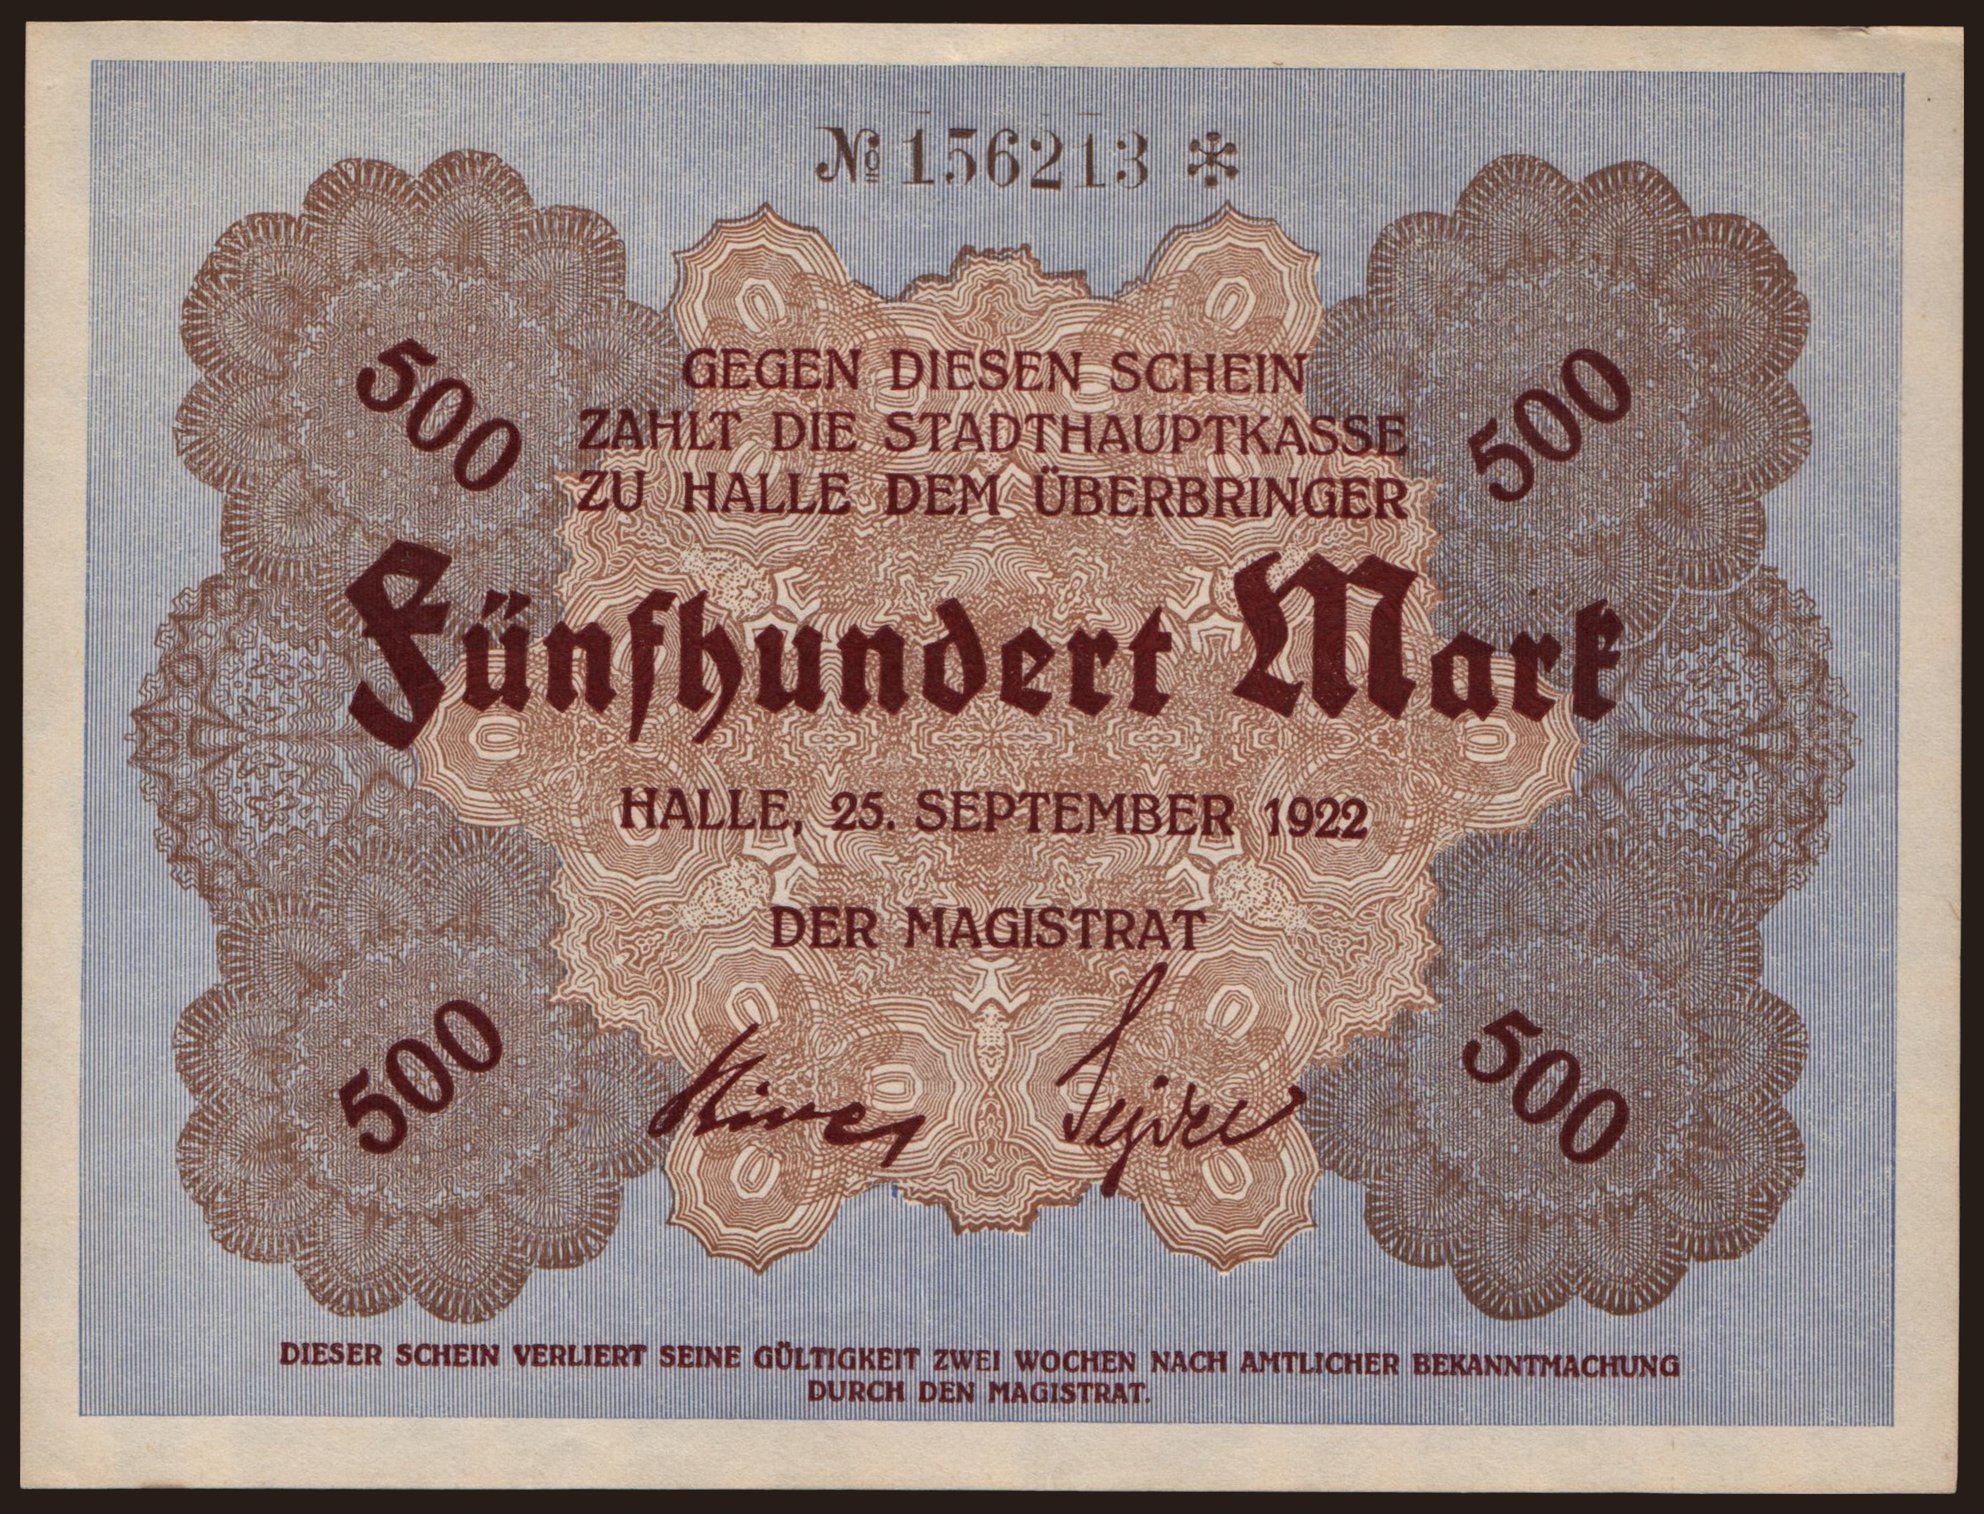 № 156213 *
500
500
GEGEN DIESEN SCHEIN
ZAHLT DIE STADTHAUPTKASSE
ZU HALLE DEM ÜBERBRINGER
Fünfhundert Mark
HALLE, 25. SEPTEMBER 1922
DER MAGISTRAT
500
500
DIESER SCHEIN VERLIERT SEINE GÜLTIGKEIT ZWEI WOCHEN NACH AMTLICHER BEKANNTMACHUNG
DURCH DEN MAGISTRAT.